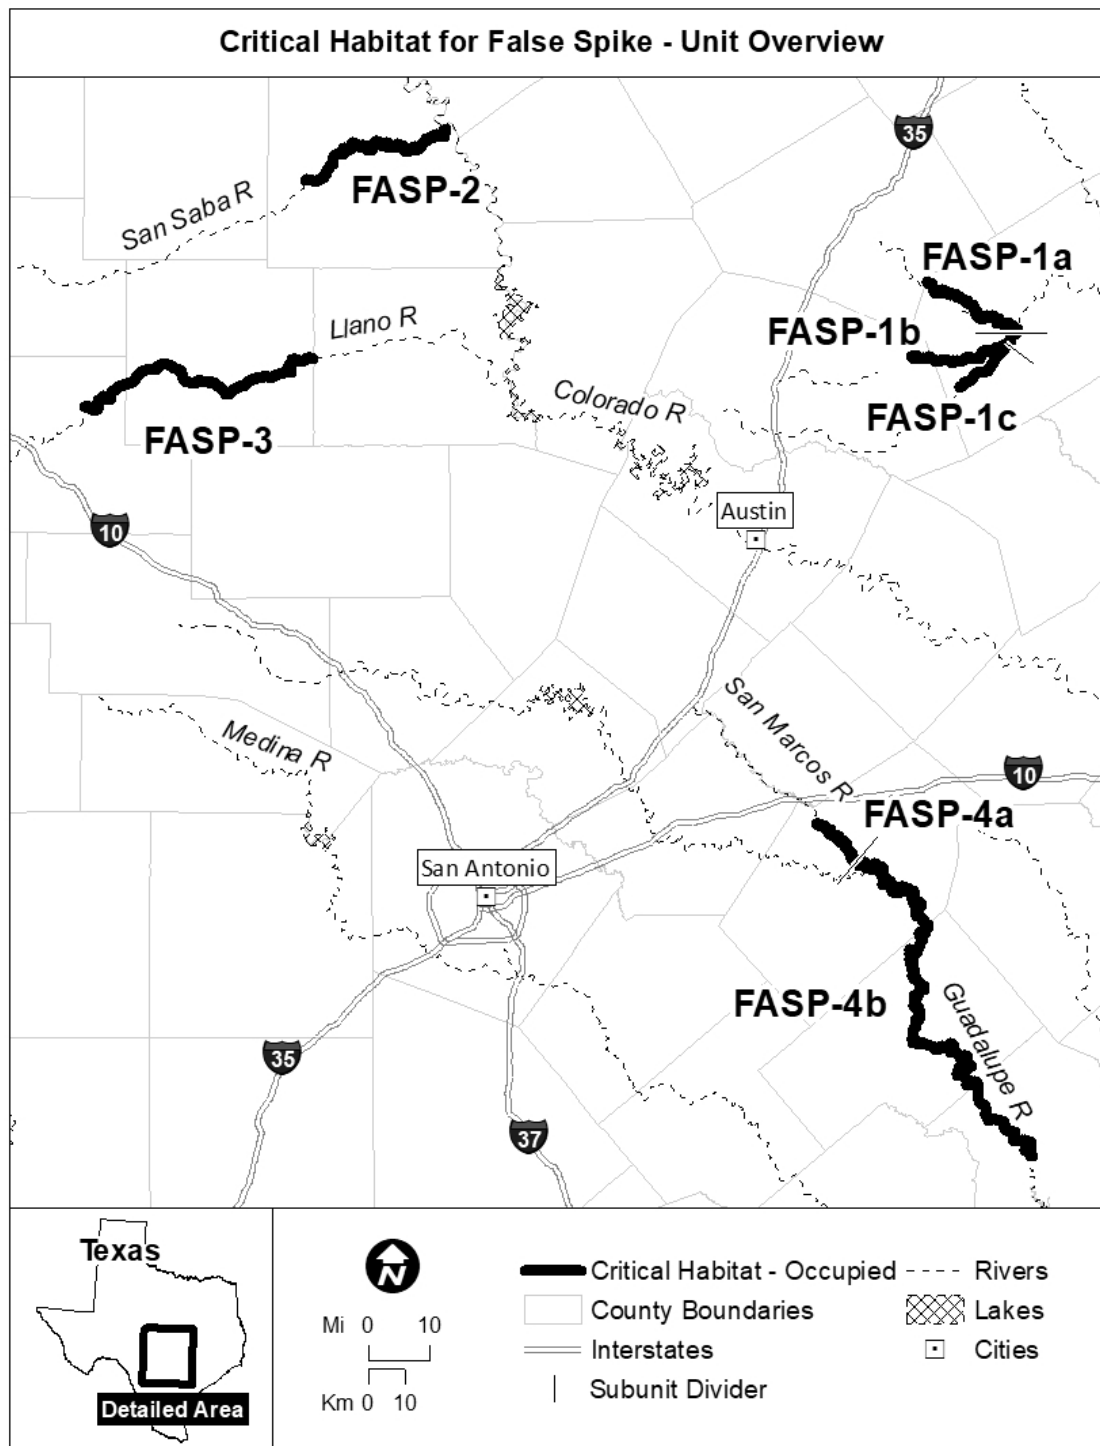 Critical Habitat for False Spike - Unit Overview
35
FASP-2
San Saba R
FASP-1a
Llano R
FASP-1b
Colorado R
FASP-1c
FASP-3
Austin
10
San Marcos R
Medina R
10
FASP-4a
San Antonio
FASP-4b
Guadalupe R
35
37
Texas
Detailed Area
N
Mi 0 10
Km 0 10
Critical Habitat - Occupied
County Boundaries
Interstates
Subunit Divider
Rivers
Lakes
Cities